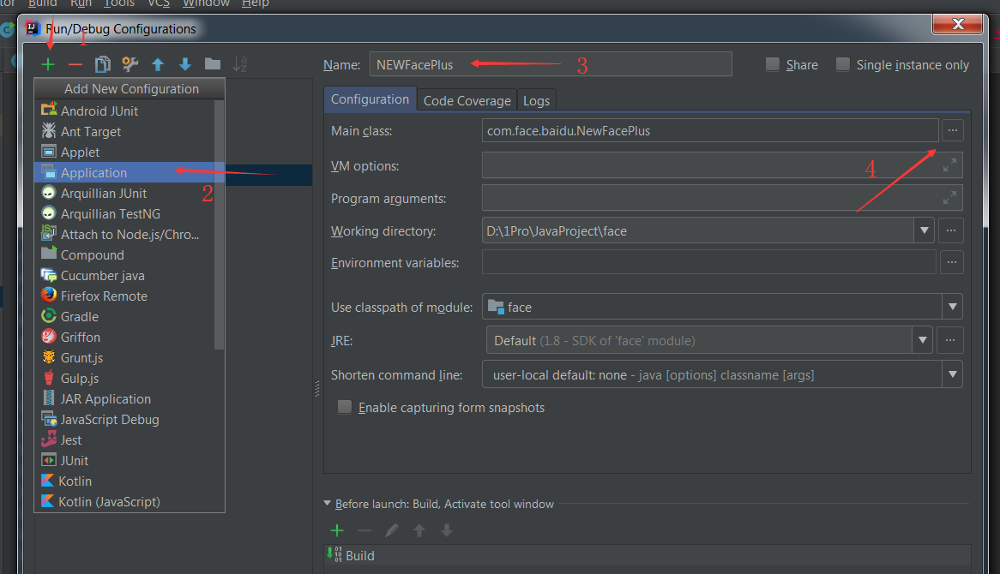 tor Build Run Tools VCS Window Help
Run/Debug Configurations
1
Name: NEWFacePlus
3
Share
Single instance only
Add New Configuration
Android JUnit
Ant Target
Applet
Application
2
Arquillian JUnit
Arquillian TestNG
Attach to Node.js/Chro...
Compound
Cucumber java
Firefox Remote
Gradle
Griffon
Grunt.js
Gulp.js
JAR Application
JavaScript Debug
Jest
JUnit
Kotlin
Kotlin (JavaScript)
Configuration
Code Coverage
Logs
Main class: com.face.baidu.NewFacePlus
4
VM options:
Program arguments:
Working directory: D:\1Pro\JavaProject\face
Environment variables:
Use classpath of module: face
JRE: Default (1.8 - SDK of 'face' module)
Shorten command line: user-local default: none - java [options] classname [args]
Enable capturing form snapshots
Before launch: Build, Activate tool window
Build